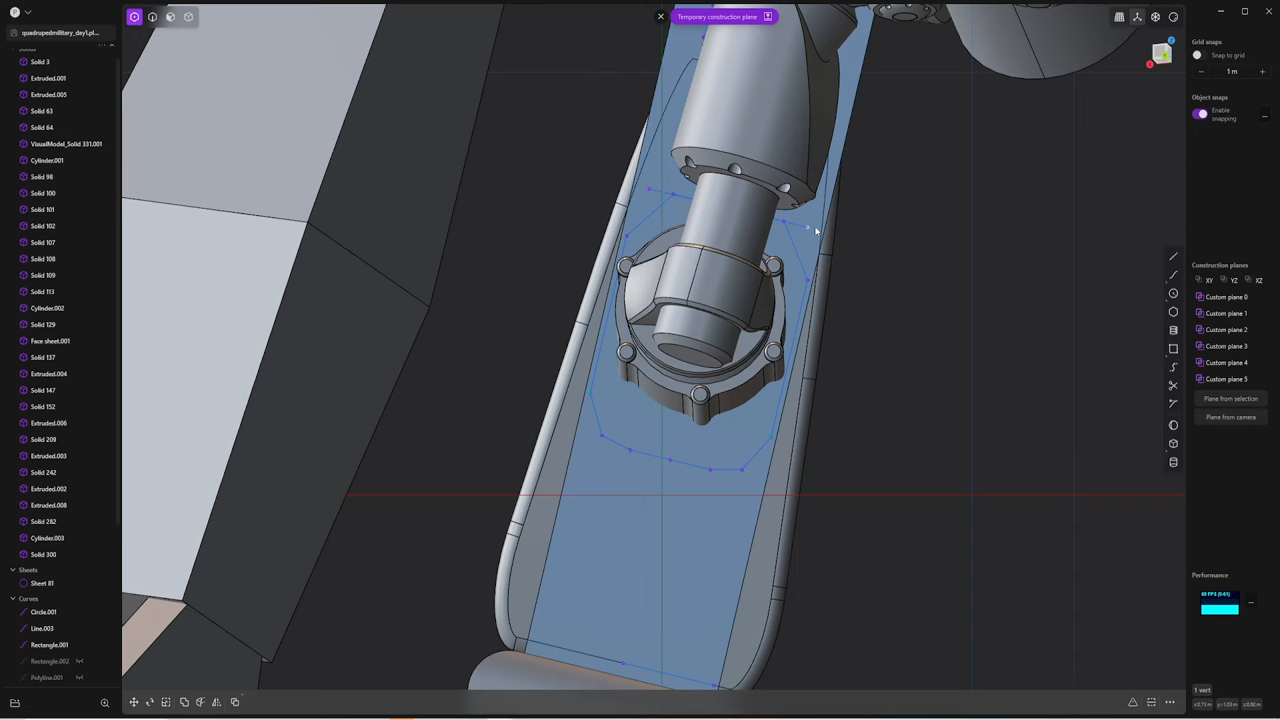 quadrupedmilitary_day1.pl...
Solids
Solid 3
Extruded.001
Extruded.005
Solid 63
Solid 64
VisualModel_Solid 331.001
Cylinder.001
Solid 98
Solid 100
Solid 101
Solid 102
Solid 107
Solid 108
Solid 109
Solid 113
Cylinder.002
Solid 129
Face sheet.001
Solid 137
Extruded.004
Solid 147
Solid 152
Extruded.006
Solid 209
Extruded.003
Solid 242
Extruded.002
Extruded.008
Solid 282
Cylinder.003
Solid 300
Sheets
Sheet 81
Curves
Circle.001
Line.003
Rectangle.001
Rectangle.002
Polyline.001
Temporary construction plane
Z
X
Grid snaps
Snap to grid
1 m
Object snaps
Enable snapping
Construction planes
XY YZ XZ
Custom plane 0
Custom plane 1
Custom plane 2
Custom plane 3
Custom plane 4
Custom plane 5
Plane from selection
Plane from camera
Performance
1 vert